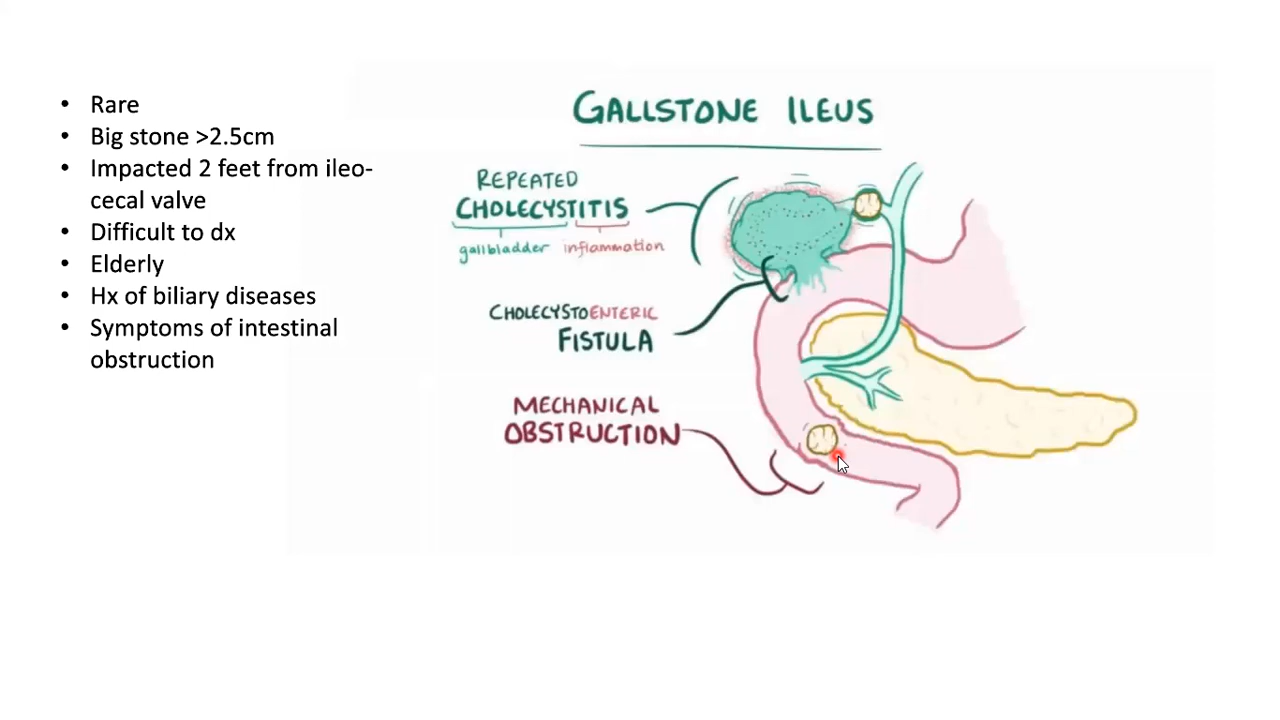 • Rare
• Big stone >2.5cm
• Impacted 2 feet from ileo-
cecal valve
• Difficult to dx
• Elderly
• Hx of biliary diseases
• Symptoms of intestinal
obstruction
GALLSTONE ILEUS
REPEATED
CHOLECYSTITIS
gallbladder inflammation
CHOLECYSTOENTERIC
FISTULA
MECHANICAL
OBSTRUCTION